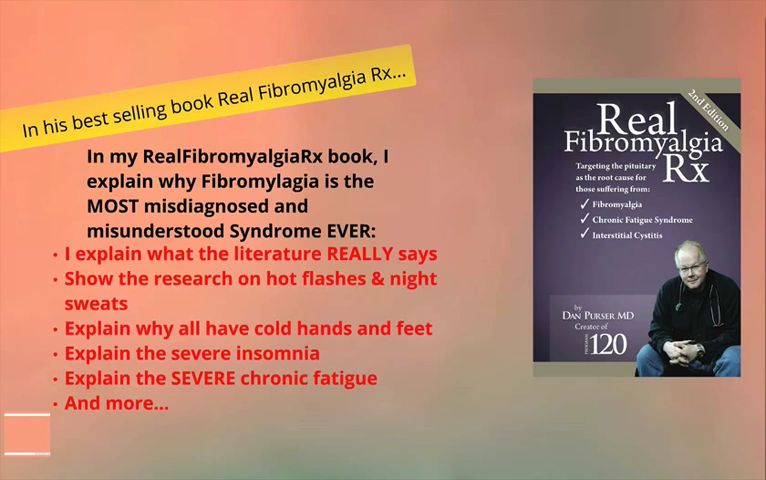 In his best selling book Real Fibromyalgia Rx...
In my RealFibromyalgiaRx book, I
explain why Fibromylagia is the
MOST misdiagnosed and
misunderstood Syndrome EVER:
• I explain what the literature REALLY says
• Show the research on hot flashes & night
sweats
• Explain why all have cold hands and feet
• Explain the severe insomnia
• Explain the SEVERE chronic fatigue
• And more...
2nd Edition
Real
Fibromyalgia
Rx
Targeting the pituitary
as the root cause for
those suffering from:
✓ Fibromyalgia
✓ Chronic Fatigue Syndrome
✓ Interstitial Cystitis
by
DAN PURSER MD
Creator of
PROGRAM 120